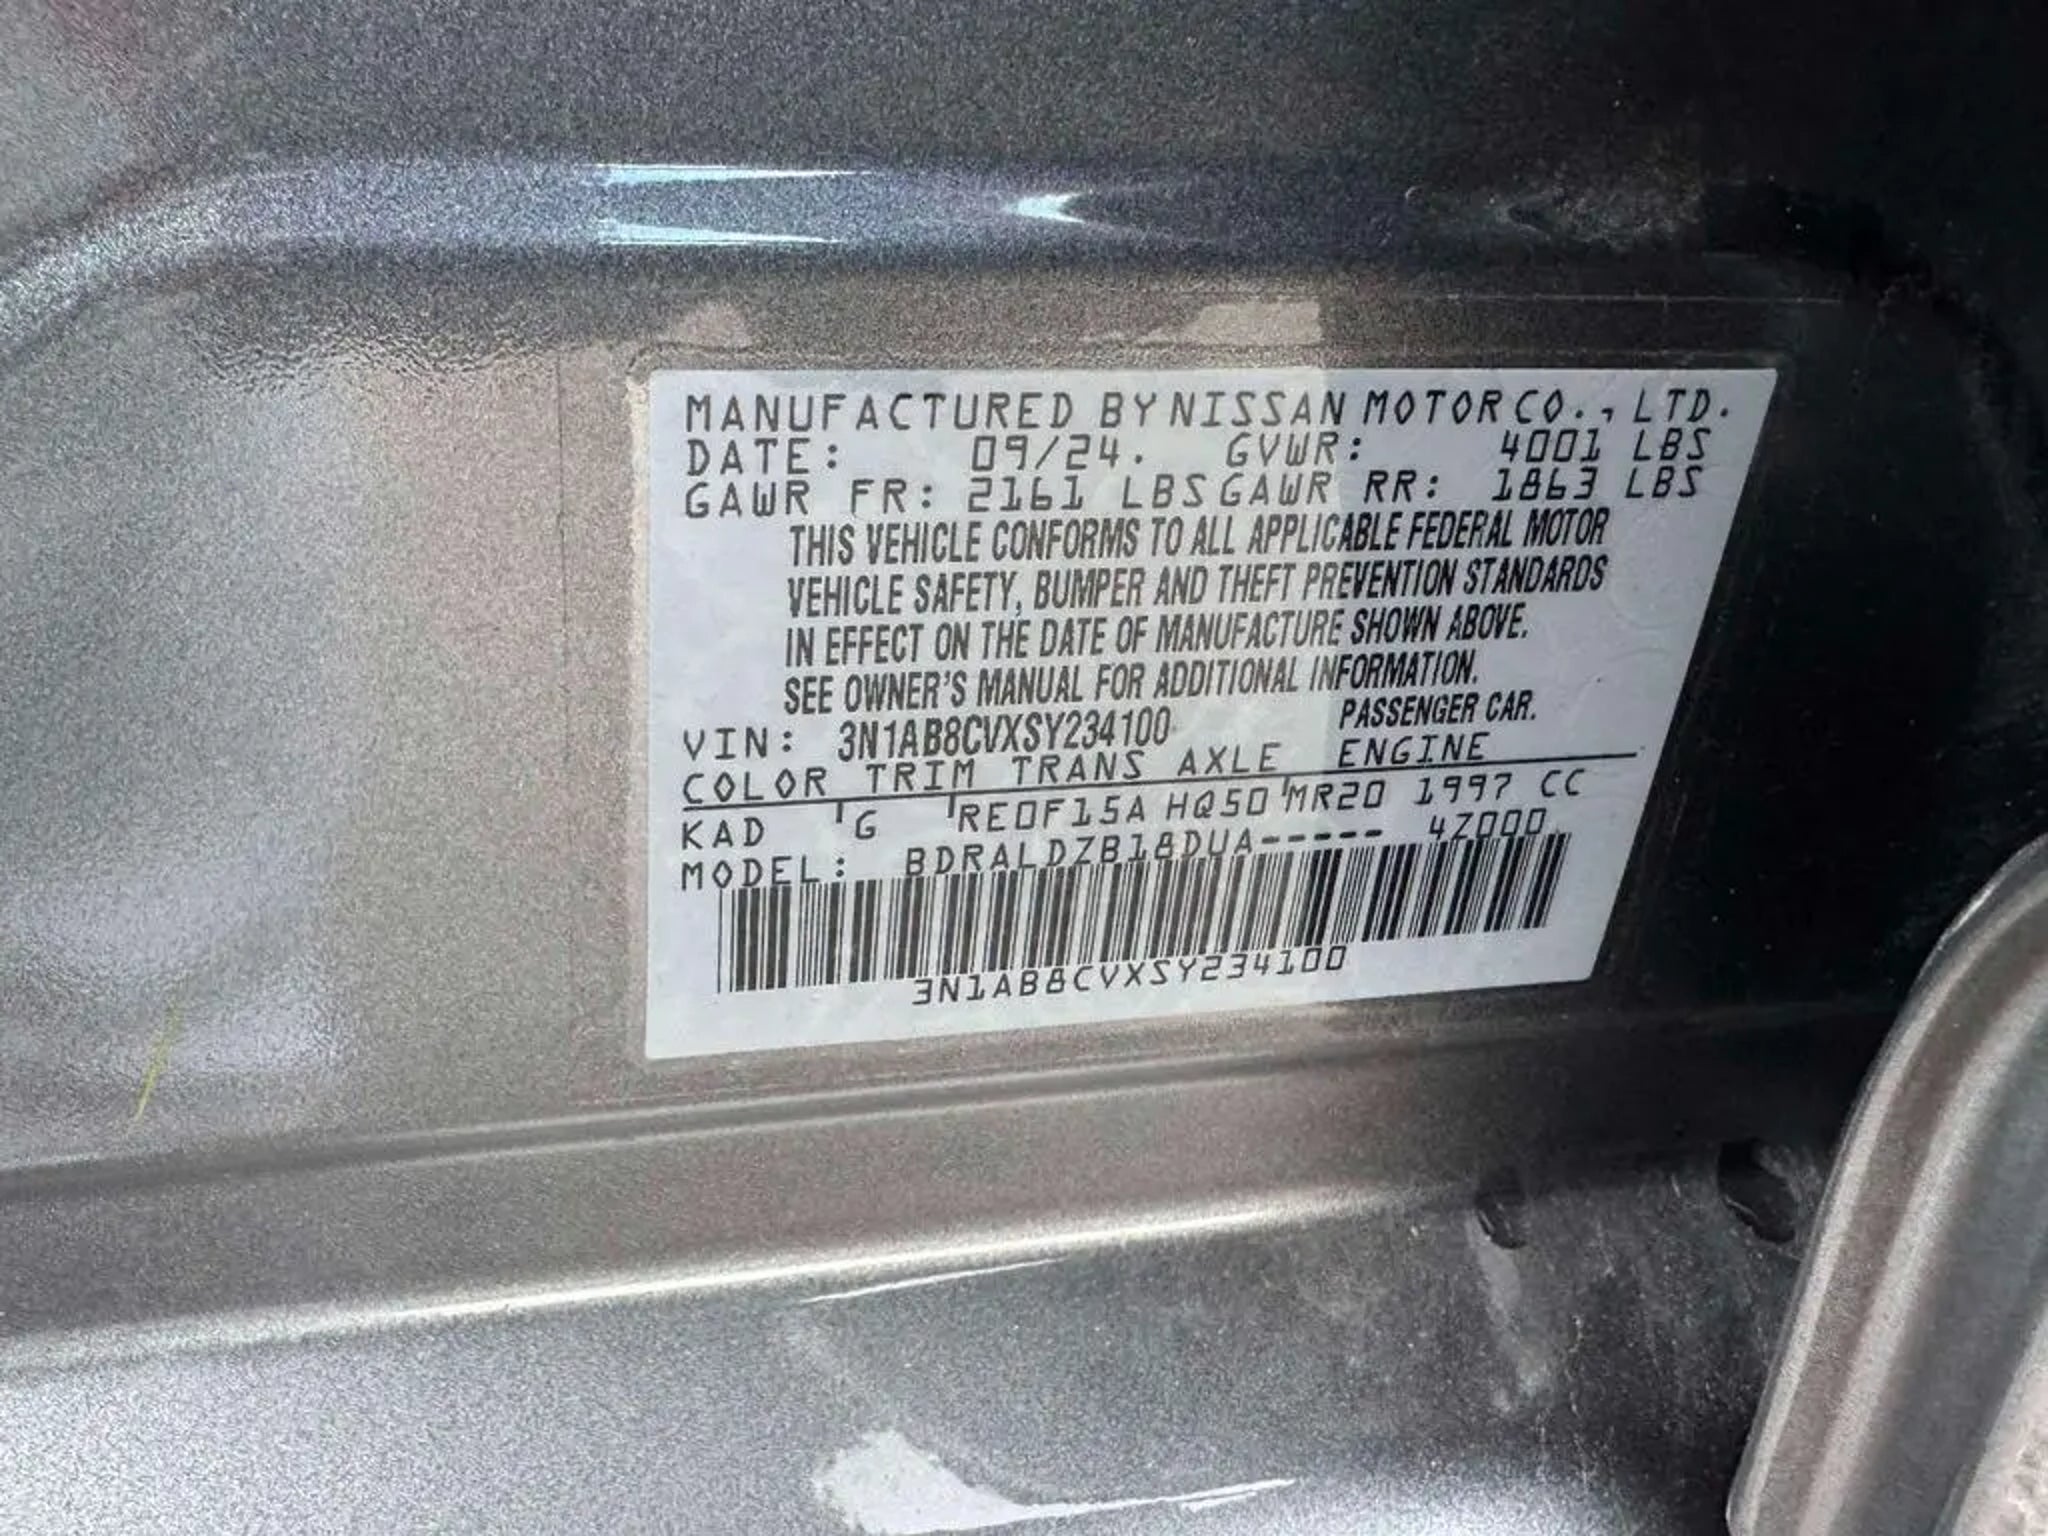 MANUFACTURED BY NISSAN MOTOR CO., LTD.
DATE: 09/24. GVWR: 4001 LBS
GAWR FR: 2161 LBS GAWR RR: 1863 LBS
THIS VEHICLE CONFORMS TO ALL APPLICABLE FEDERAL MOTOR
VEHICLE SAFETY, BUMPER AND THEFT PREVENTION STANDARDS
IN EFFECT ON THE DATE OF MANUFACTURE SHOWN ABOVE.
SEE OWNER'S MANUAL FOR ADDITIONAL INFORMATION.
VIN: 3N1AB8CVXSY234100 PASSENGER CAR.
COLOR TRIM TRANS AXLE ENGINE
KAD 'G 'RE0F15A HQ50'MR20 1997 CC
MODEL: BDRALDZB18DUA----- 4Z000
3N1AB8CVXSY234100